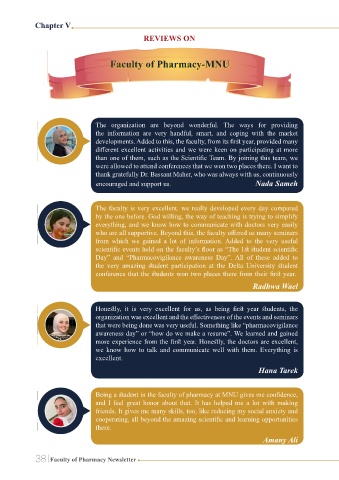 Chapter V
REVIEWS ON
Faculty of Pharmacy-MNU
The organization are beyond wonderful. The ways for providing
the information are very handful, smart, and coping with the market
developments. Added to this, the faculty, from its first year, provided many
different excellent activities and we were keen on participating at more
than one of them, such as the Scientific Team. By joining this team, we
were allowed to attend conferences that we won two places there. I want to
thank gratefully Dr. Bassant Maher, who was always with us, continuously
encouraged and support us. Nada Sameh
The faculty is very excellent, we really developed every day compared
by the one before. God willing, the way of teaching is trying to simplify
everything, and we know how to communicate with doctors very easily
who are all supportive. Beyond this, the faculty offered us many seminars
from which we gained a lot of information. Added to the very useful
scientific events held on the faculty's floor as "The 1st student scientific
Day" and "Pharmacovigilance awareness Day". All of these added to
the very amazing student participation at the Delta University student
conference that the students won two places there from their first year.
Radhwa Wael
Honestly, it is very excellent for us, as being first year students, the
organization was excellent and the effectiveness of the events and seminars
that were being done was very useful. Something like "pharmacovigilance
awareness day" or "how do we make a resume". We learned and gained
more experience from the first year. Honestly, the doctors are excellent,
we know how to talk and communicate well with them. Everything is
excellent.
Hana Tarek
Being a student in the faculty of pharmacy at MNU gives me confidence,
and I feel great honor about that. It has helped me a lot with making
friends. It gives me many skills, too, like reducing my social anxiety and
cooperating, all beyond the amazing scientific and learning opportunities
there.
Amany Ali
38 Faculty of Pharmacy Newsletter